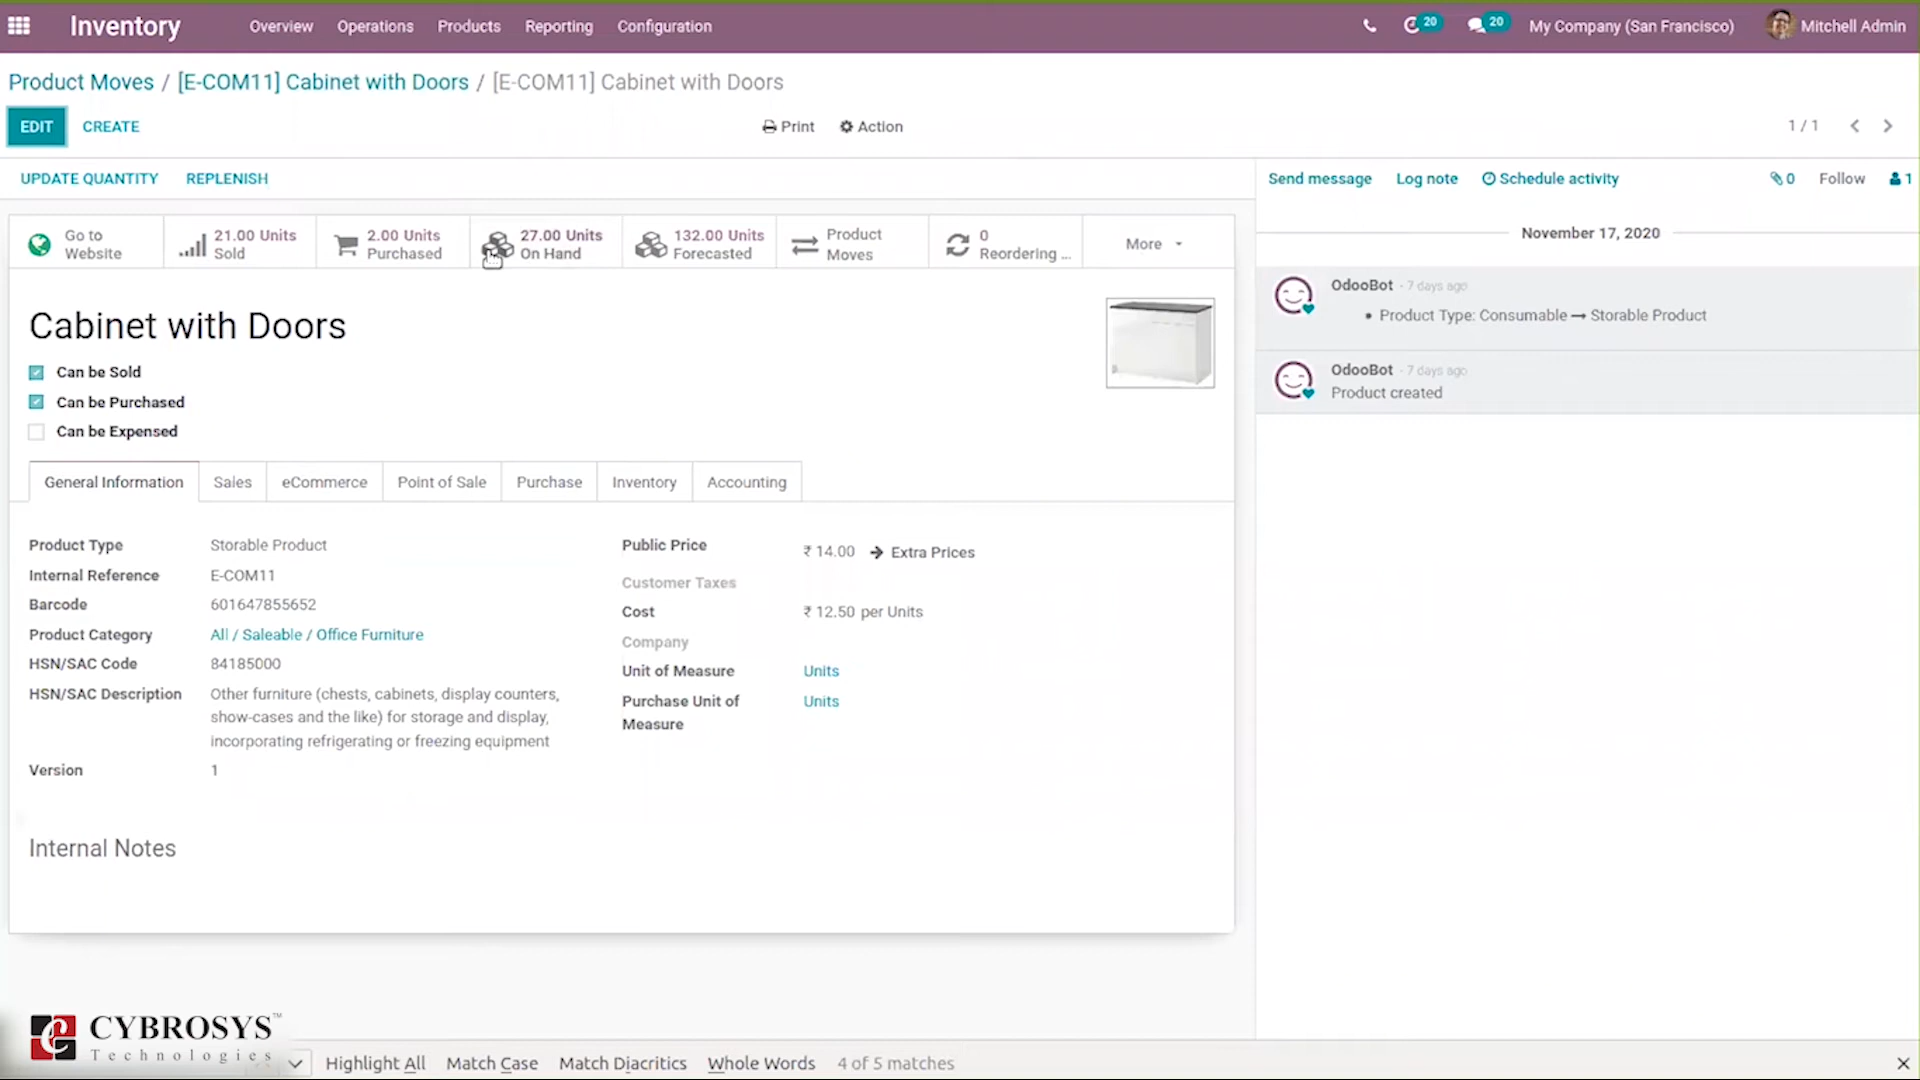 Inventory Overview Operations Products Reporting Configuration 20 20 My Company (San Francisco) Mitchell Admin
Product Moves / [E-COM11] Cabinet with Doors / [E-COM11] Cabinet with Doors
EDIT CREATE Print Action 1 / 1
UPDATE QUANTITY REPLENISH Send message Log note Schedule activity 0 Follow 1
Go to Website
21.00 Units Sold
2.00 Units Purchased
27.00 Units On Hand
132.00 Units Forecasted
Product Moves
0 Reordering ...
More
November 17, 2020
OdooBot - 7 days ago
• Product Type: Consumable → Storable Product
OdooBot - 7 days ago
Product created
Cabinet with Doors
Can be Sold
Can be Purchased
Can be Expensed
General Information Sales eCommerce Point of Sale Purchase Inventory Accounting
Product Type Storable Product
Internal Reference E-COM11
Barcode 601647855652
Product Category All / Saleable / Office Furniture
HSN/SAC Code 84185000
HSN/SAC Description Other furniture (chests, cabinets, display counters,
show-cases and the like) for storage and display,
incorporating refrigerating or freezing equipment
Version 1
Public Price ₹ 14.00 → Extra Prices
Customer Taxes
Cost ₹ 12.50 per Units
Company
Unit of Measure Units
Purchase Unit of Measure Units
Internal Notes
CYBROSYS™
Technologies
Highlight All Match Case Match Diacritics Whole Words 4 of 5 matches